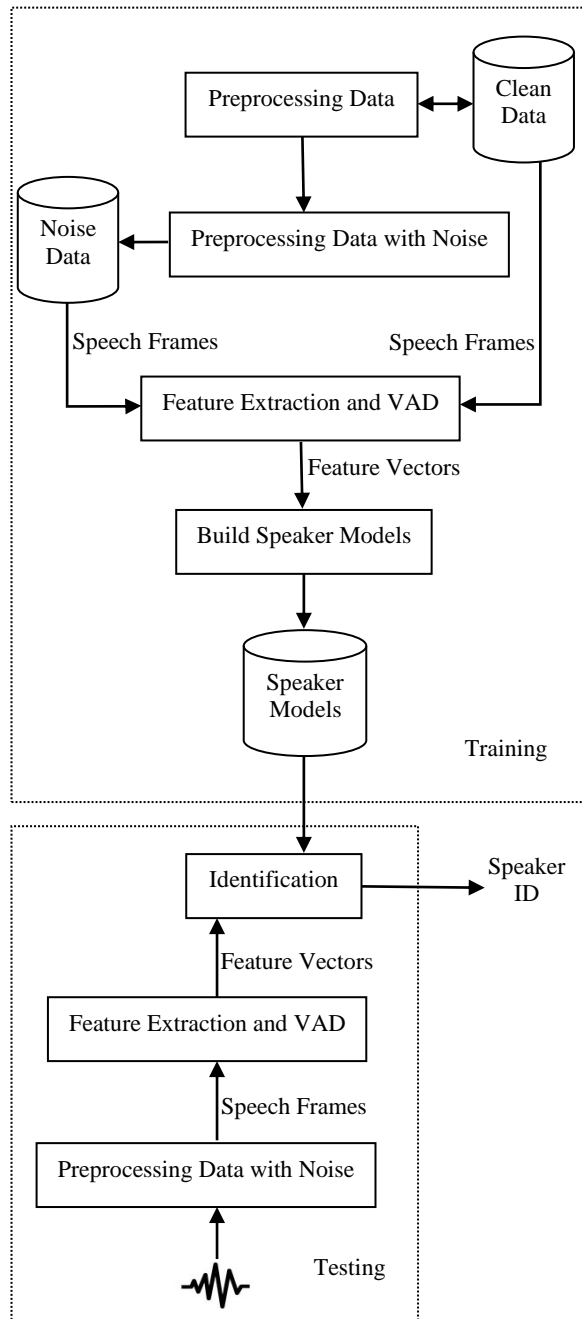 Clean
Data
Preprocessing Data
Noise
Data
Preprocessing Data with Noise
Speech Frames
Speech Frames
Feature Extraction and VAD
Feature Vectors
Build Speaker Models
Speaker
Models
Training
Identification
Speaker
ID
Feature Vectors
Feature Extraction and VAD
Speech Frames
Preprocessing Data with Noise
Testing